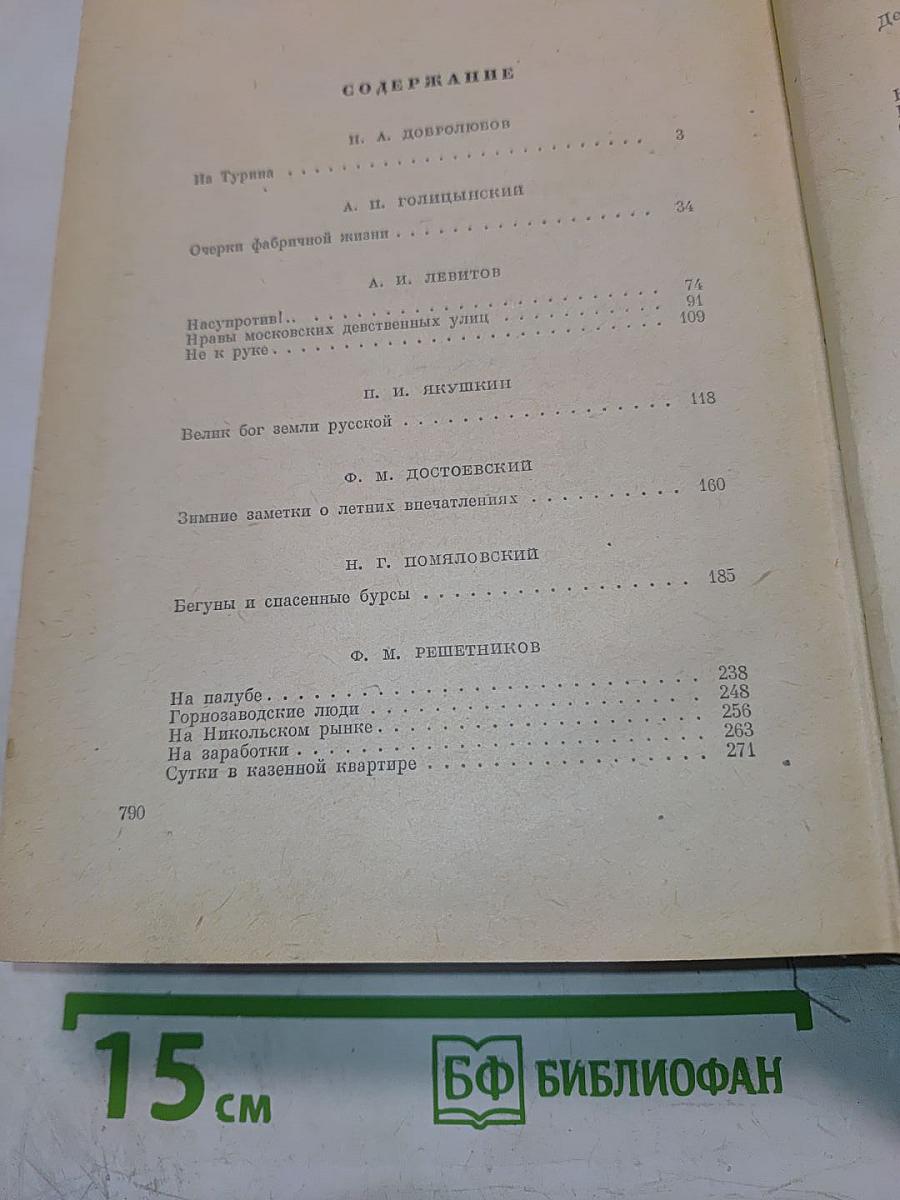 СОДЕРЖАНИЕ
Н. А. ДОБРОЛЮБОВ
Из Турина . . . . . . . . . . . . . . . . . . . . . . . . 3
А. П. ГОЛИЦЫНСКИЙ
Очерки фабричной жизни . . . . . . . . . . . . . . . . . 34
А. И. ЛЕВИТОВ
Насупротив!.. . . . . . . . . . . . . . . . . . . . . . . 74
Нравы московских девственных улиц . . . . . . . . . . 91
Не к руке . . . . . . . . . . . . . . . . . . . . . . . . 109
П. И. ЯКУШКИН
Велик бог земли русской . . . . . . . . . . . . . . . . . 118
Ф. М. ДОСТОЕВСКИЙ
Зимние заметки о летних впечатлениях . . . . . . . . . . 160
Н. Г. ПОМЯЛОВСКИЙ
Бегуны и спасенные бурсы . . . . . . . . . . . . . . . . 185
Ф. М. РЕШЕТНИКОВ
На палубе . . . . . . . . . . . . . . . . . . . . . . . . 238
Горнозаводские люди . . . . . . . . . . . . . . . . . . . 248
На Никольском рынке . . . . . . . . . . . . . . . . . . 256
На заработки . . . . . . . . . . . . . . . . . . . . . . 263
Сутки в казенной квартире . . . . . . . . . . . . . . . . 271
790
15 см
БФ БИБЛИОФАН